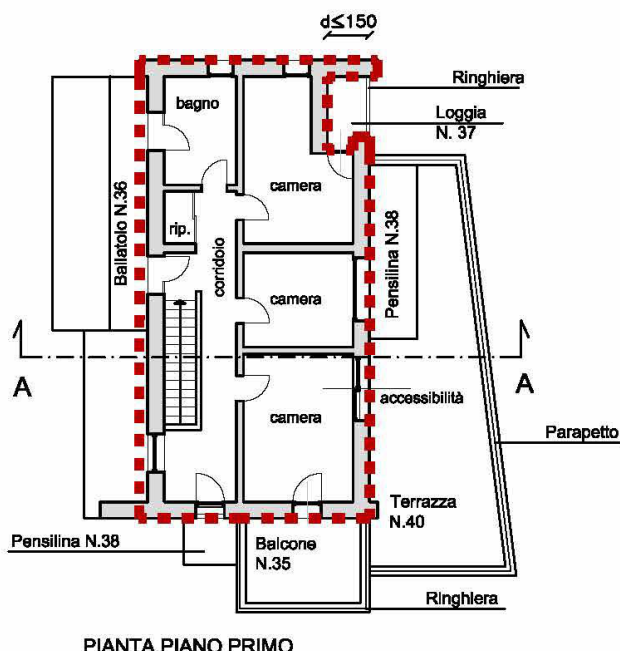 d≤150
Ringhiera
Loggia
N. 37
bagno
camera
Ballatolo N.36
rip.
corridoio
Pensilina N.38
camera
A
A
accessibilità
camera
Parapetto
Terrazza
N.40
Pensilina N.38
Balcone
N.35
Ringhiera
PIANTA PIANO PRIMO